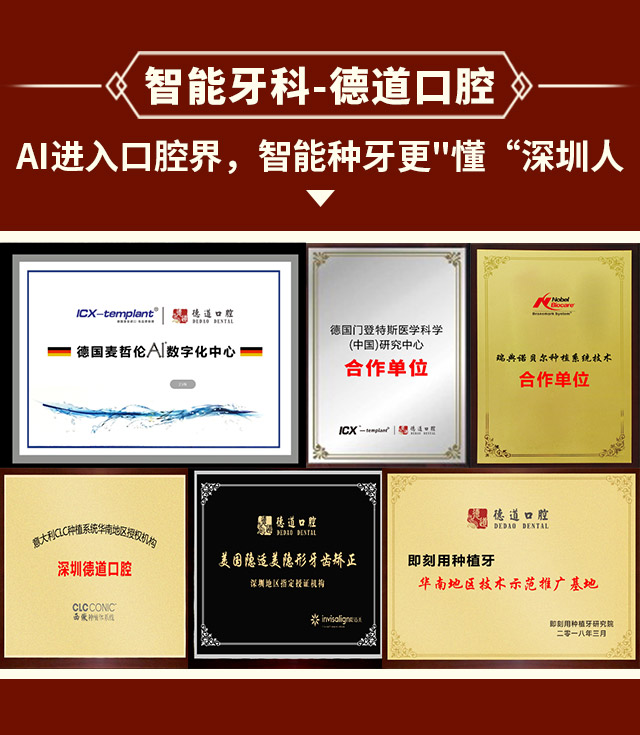 智能牙科-德道口腔
AI进入口腔界，智能种牙更"懂“深圳人
ICX-templant®
德道口腔
DEDAO DENTAL
德国麦哲伦AI数字化中心
德国门登特斯医学科学
(中国)研究中心
合作单位
ICX®-templant®
德道口腔
DEDAO DENTAL
Nobel
Biocare™
瑞典诺贝尔种植系统技术
合作单位
意大利CLC种植系统华南地区授权机构
深圳德道口腔
CLC CONIC®
德道口腔
DEDAO DENTAL
美国隐适美隐形牙齿矫正
深圳地区指定授证机构
invisalign
德道口腔
DEDAO DENTAL
即刻用种植牙
华南地区技术示范推广基地
即刻用种植牙研究院
二零一八年三月